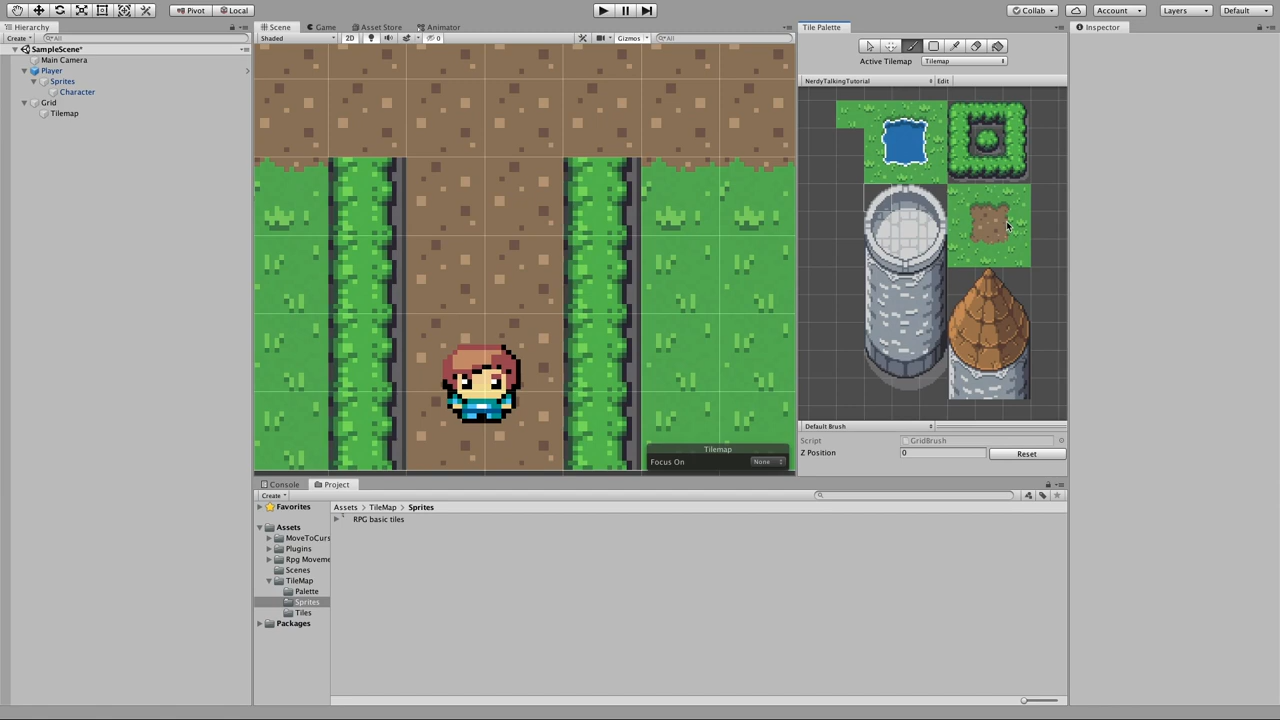 Pivot Local Collab Account Layers Default
Hierarchy Scene Game Asset Store Animator Tile Palette Inspector
Create All Shaded 2D 0 Gizmos All
SampleScene*
Main Camera
Player
Sprites
Character
Grid
Tilemap
Active Tilemap Tilemap
NerdyTalkingTutorial Edit
Tilemap
Focus On None
Default Brush
Script GridBrush
Z Position 0 Reset
Console Project
Create
Favorites
Assets
MoveToCurs
Plugins
Rpg Moveme
Scenes
TileMap
Palette
Sprites
Tiles
Packages
Assets TileMap Sprites
RPG basic tiles